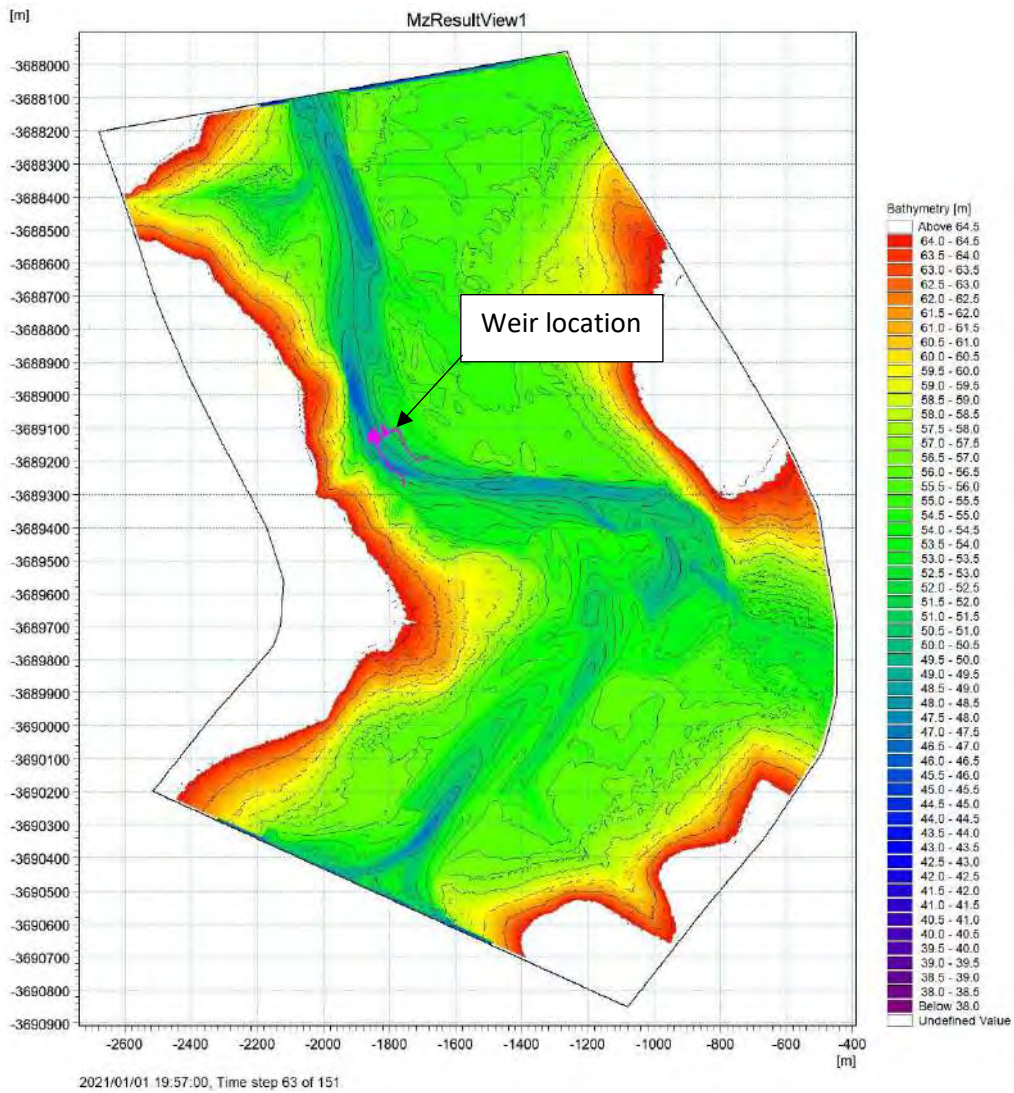 [m]
MzResultView1
-3688000
-3688100
-3688200
-3688300
-3688400
-3688500
-3688600
-3688700
-3688800
-3688900
-3689000
-3689100
-3689200
-3689300
-3689400
-3689500
-3689600
-3689700
-3689800
-3689900
-3690000
-3690100
-3690200
-3690300
-3690400
-3690500
-3690600
-3690700
-3690800
-3690900
Weir location
-2600 -2400 -2200 -2000 -1800 -1600 -1400 -1200 -1000 -800 -600 -400
[m]
2021/01/01 19:57:00, Time step 63 of 151
Bathymetry [m]
Above 64.5
64.0 - 64.5
63.5 - 64.0
63.0 - 63.5
62.5 - 63.0
62.0 - 62.5
61.5 - 62.0
61.0 - 61.5
60.5 - 61.0
60.0 - 60.5
59.5 - 60.0
59.0 - 59.5
58.5 - 59.0
58.0 - 58.5
57.5 - 58.0
57.0 - 57.5
56.5 - 57.0
56.0 - 56.5
55.5 - 56.0
55.0 - 55.5
54.5 - 55.0
54.0 - 54.5
53.5 - 54.0
53.0 - 53.5
52.5 - 53.0
52.0 - 52.5
51.5 - 52.0
51.0 - 51.5
50.5 - 51.0
50.0 - 50.5
49.5 - 50.0
49.0 - 49.5
48.5 - 49.0
48.0 - 48.5
47.5 - 48.0
47.0 - 47.5
46.5 - 47.0
46.0 - 46.5
45.5 - 46.0
45.0 - 45.5
44.5 - 45.0
44.0 - 44.5
43.5 - 44.0
43.0 - 43.5
42.5 - 43.0
42.0 - 42.5
41.5 - 42.0
41.0 - 41.5
40.5 - 41.0
40.0 - 40.5
39.5 - 40.0
39.0 - 39.5
38.5 - 39.0
38.0 - 38.5
Below 38.0
Undefined Value